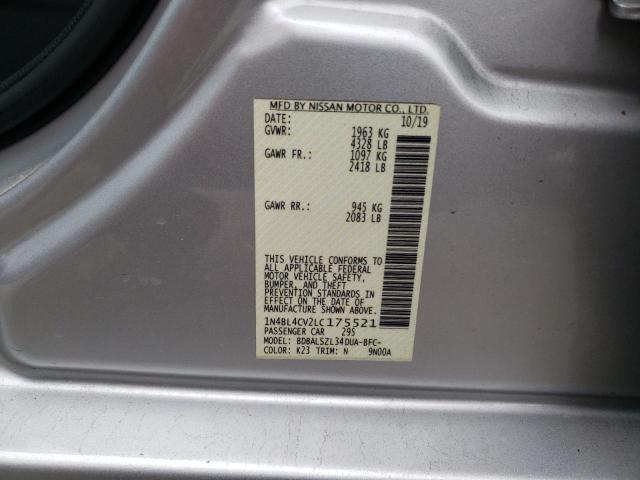 MFD BY NISSAN MOTOR CO., LTD.
DATE: 10/19
GVWR: 1963 KG
4328 LB
GAWR FR.: 1097 KG
2418 LB
GAWR RR.: 945 KG
2083 LB
THIS VEHICLE CONFORMS TO
ALL APPLICABLE FEDERAL
MOTOR VEHICLE SAFETY,
BUMPER, AND THEFT
PREVENTION STANDARDS IN
EFFECT ON THE DATE OF
MANUFACTURE SHOWN ABOVE.
1N4BL4CV2LC175521
PASSENGER CAR 295
MODEL: BDBALSZL34DUA-BFC-
COLOR: K23 TRIM: N 9N00A